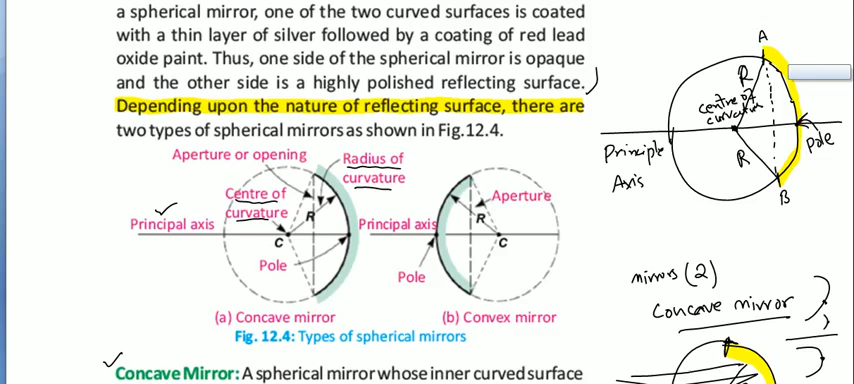 a spherical mirror, one of the two curved surfaces is coated
with a thin layer of silver followed by a coating of red lead
oxide paint. Thus, one side of the spherical mirror is opaque
and the other side is a highly polished reflecting surface.
Depending upon the nature of reflecting surface, there are
two types of spherical mirrors as shown in Fig.12.4.
Aperture or opening
Radius of
curvature
Centre of
curvature
R
Principal axis
C
Pole
Aperture
R
Principal axis
C
Pole
(a) Concave mirror
(b) Convex mirror
Fig. 12.4: Types of spherical mirrors
Concave Mirror: A spherical mirror whose inner curved surface
A
R
centre of
curvature
Principle
Axis
R
Pole
B
mirrors (2)
Concave mirror